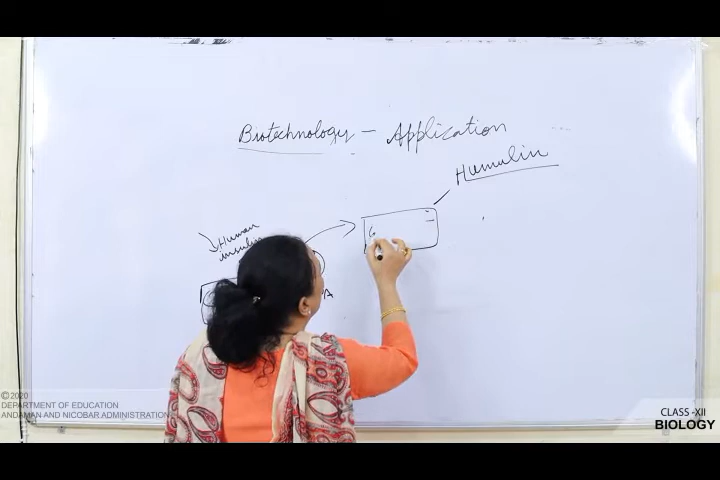 Biotechnology - Application
Humulin
Human
insulin
©2020
DEPARTMENT OF EDUCATION
ANDAMAN AND NICOBAR ADMINISTRATION
CLASS -XII
BIOLOGY